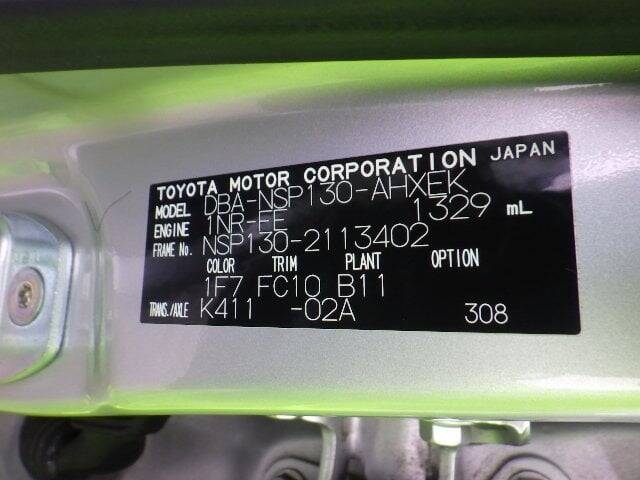 TOYOTA MOTOR CORPORATION JAPAN
MODEL DBA-NSP130-AHXEK
ENGINE 1NR-EE 1329 mL
FRAME No. NSP130-2113402
COLOR TRIM PLANT OPTION
1F7 FC10 B11
TRANS./AXLE K411 -02A 308